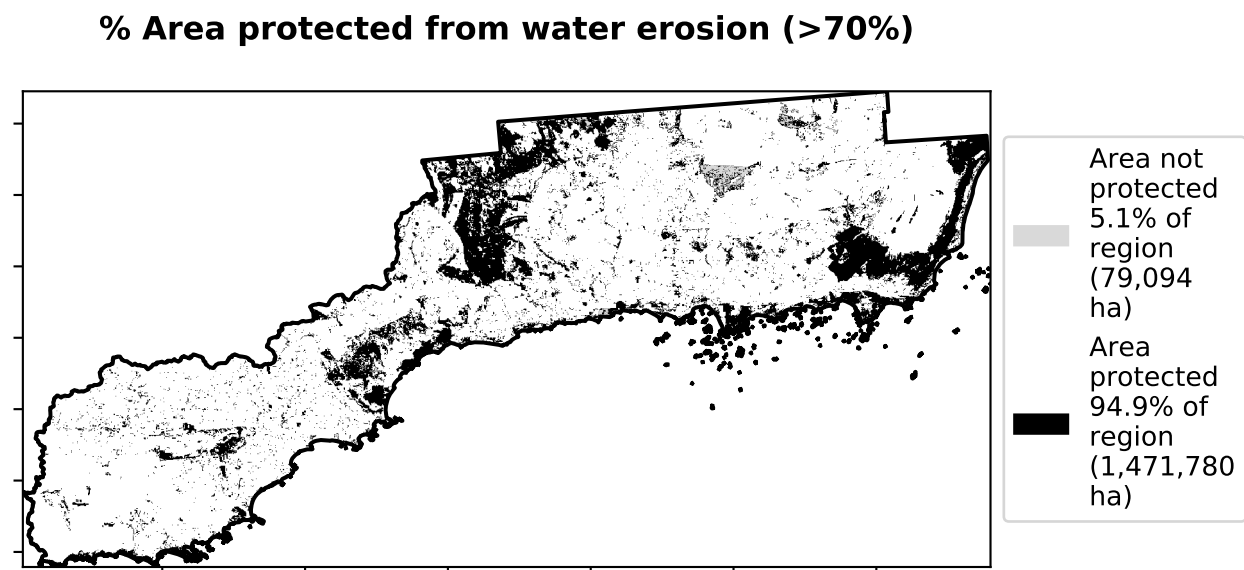 % Area protected from water erosion (>70%)
Area not
protected
5.1% of
region
(79,094
ha)
Area
protected
94.9% of
region
(1,471,780
ha)